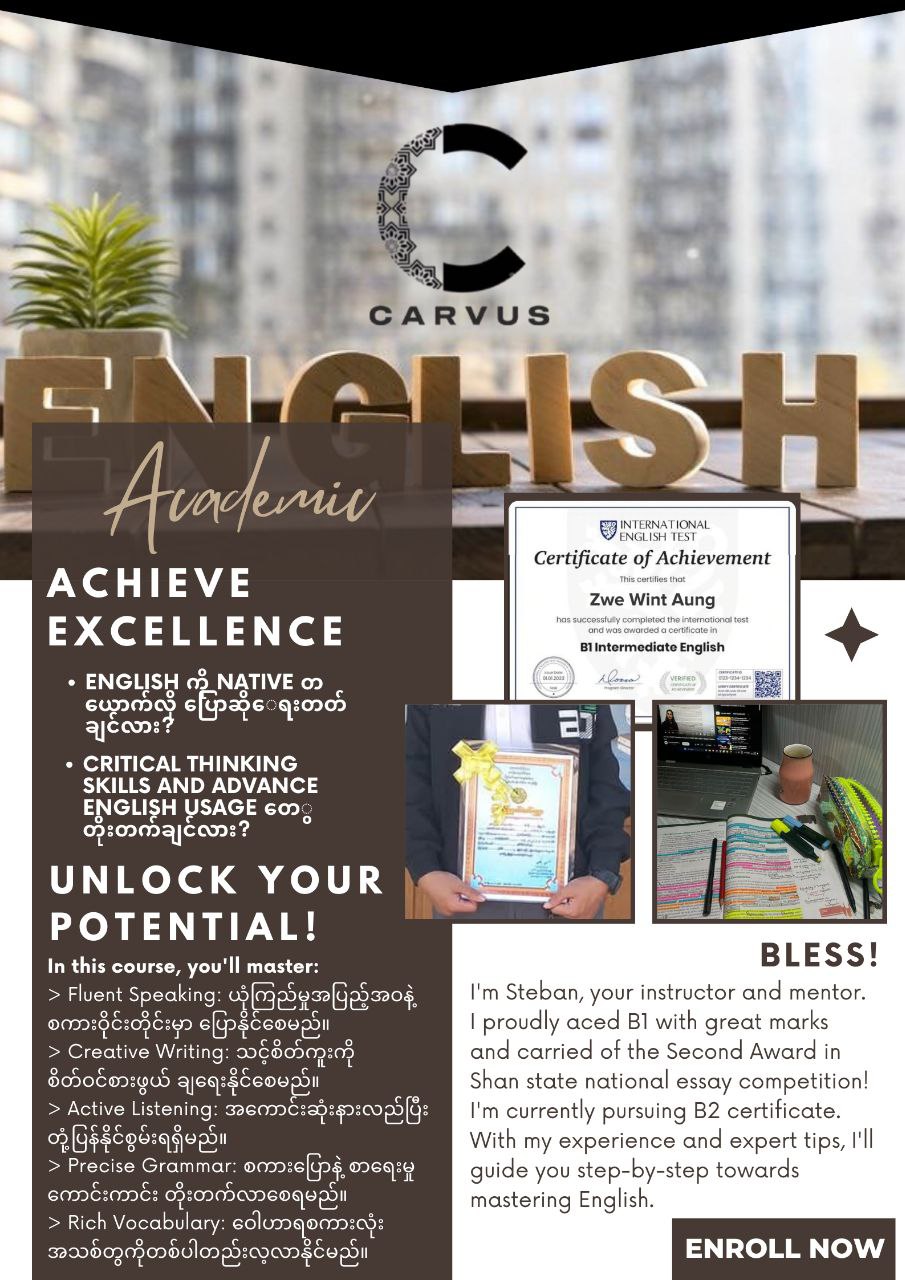 CARVUS
ENGLISH
Academic
ACHIEVE
EXCELLENCE
• ENGLISH ကို NATIVE တ
ယောက်လို ပြောဆိုေရးတတ်
ချင်လား?
• CRITICAL THINKING
SKILLS AND ADVANCE
ENGLISH USAGE တေွ
တိုးတက်ချင်လား?
UNLOCK YOUR
POTENTIAL!
In this course, you'll master:
> Fluent Speaking: ယုံကြည်မှုအပြည့်အဝနဲ့
စကားဝိုင်းတိုင်းမှာ ပြောနိုင်စေမည်။
> Creative Writing: သင့်စိတ်ကူးကို
စိတ်ဝင်စားဖွယ် ချရေးနိုင်စေမည်။
> Active Listening: အကောင်းဆုံးနားလည်ပြီး
တုံ့ပြန်နိုင်စွမ်းရရှိမည်။
> Precise Grammar: စကားပြောနဲ့ စာရေးမှု
ကောင်းကာင်း တိုးတက်လာစေရမည်။
> Rich Vocabulary: ဝေါဟာရစကားလုံး
အသစ်တွကိုတစ်ပါတည်းလ့လာနိုင်မည်။
INTERNATIONAL
ENGLISH TEST
Certificate of Achievement
This certifies that
Zwe Wint Aung
has successfully completed the international test
and was awarded a certificate in
B1 Intermediate English
Program Director
VERIFIED
BLESS!
I'm Steban, your instructor and mentor.
I proudly aced B1 with great marks
and carried of the Second Award in
Shan state national essay competition!
I'm currently pursuing B2 certificate.
With my experience and expert tips, I'll
guide you step-by-step towards
mastering English.
ENROLL NOW